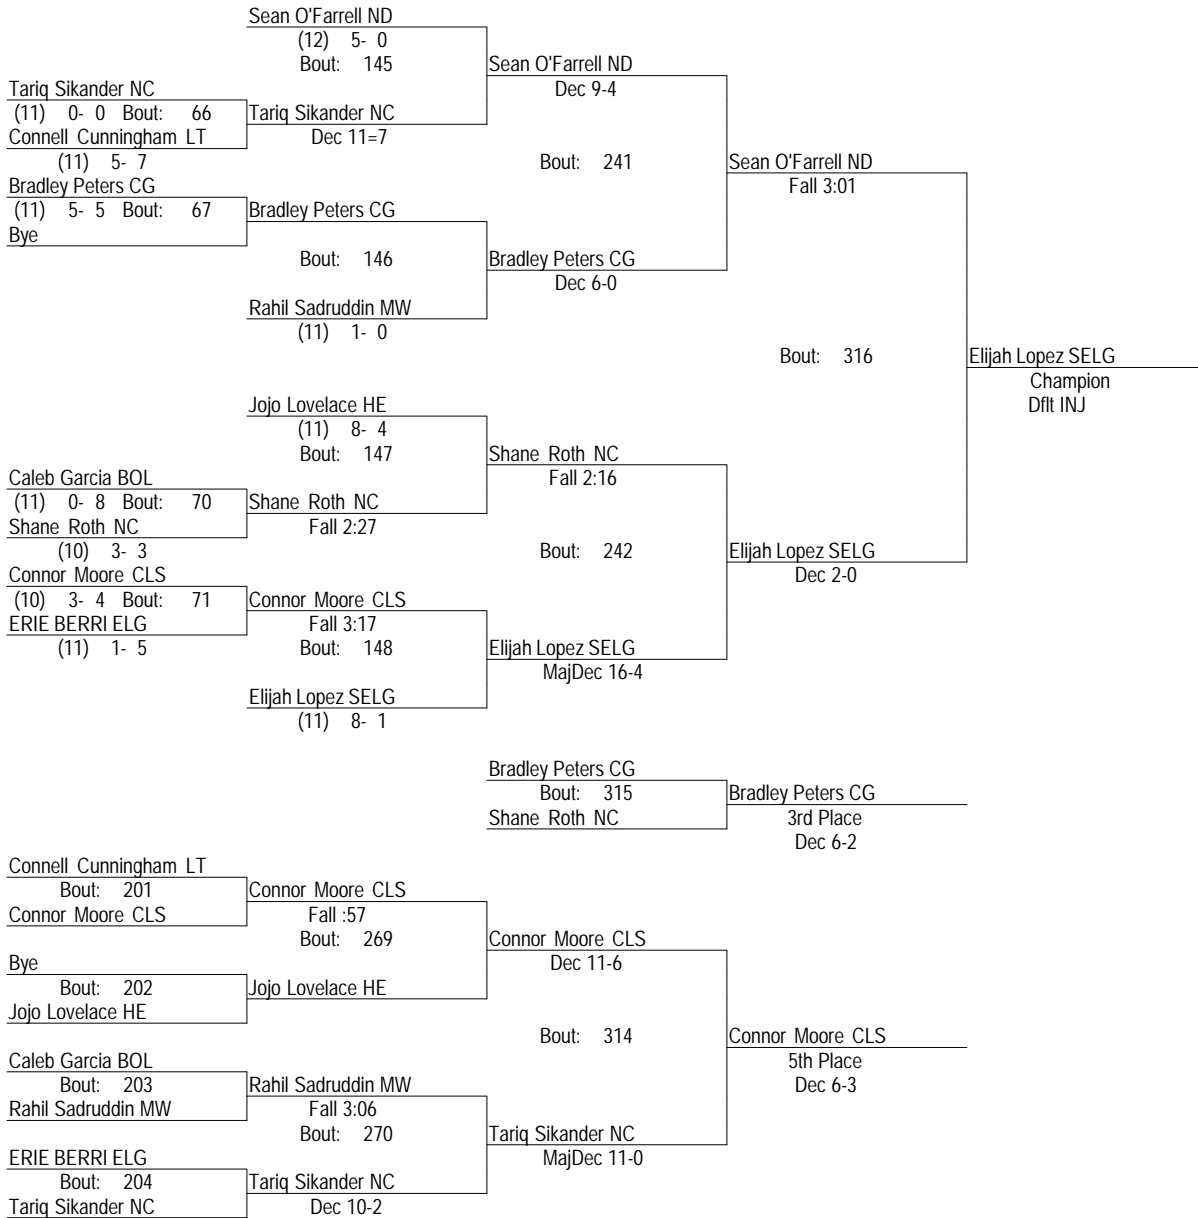 Sean O'Farrell ND
(12) 5- 0
Bout: 145
Sean O'Farrell ND
Dec 9-4
Tariq Sikander NC
(11) 0- 0 Bout: 66
Tariq Sikander NC
Connell Cunningham LT
Dec 11=7
(11) 5- 7
Bout: 241
Sean O'Farrell ND
Fall 3:01
Bradley Peters CG
(11) 5- 5 Bout: 67
Bradley Peters CG
Bye
Bout: 146
Bradley Peters CG
Dec 6-0
Rahil Sadruddin MW
(11) 1- 0
Bout: 316
Elijah Lopez SELG
Champion
Dflt INJ
Jojo Lovelace HE
(11) 8- 4
Bout: 147
Shane Roth NC
Fall 2:16
Caleb Garcia BOL
(11) 0- 8 Bout: 70
Shane Roth NC
Shane Roth NC
Fall 2:27
(10) 3- 3
Bout: 242
Elijah Lopez SELG
Dec 2-0
Connor Moore CLS
(10) 3- 4 Bout: 71
Connor Moore CLS
ERIE BERRI ELG
Fall 3:17
(11) 1- 5
Bout: 148
Elijah Lopez SELG
MajDec 16-4
Elijah Lopez SELG
(11) 8- 1
Bradley Peters CG
Bout: 315
Bradley Peters CG
Shane Roth NC
3rd Place
Dec 6-2
Connell Cunningham LT
Bout: 201
Connor Moore CLS
Connor Moore CLS
Fall :57
Bout: 269
Connor Moore CLS
Dec 11-6
Bye
Bout: 202
Jojo Lovelace HE
Jojo Lovelace HE
Bout: 314
Connor Moore CLS
5th Place
Dec 6-3
Caleb Garcia BOL
Bout: 203
Rahil Sadruddin MW
Rahil Sadruddin MW
Fall 3:06
Bout: 270
Tariq Sikander NC
MajDec 11-0
ERIE BERRI ELG
Bout: 204
Tariq Sikander NC
Tariq Sikander NC
Dec 10-2